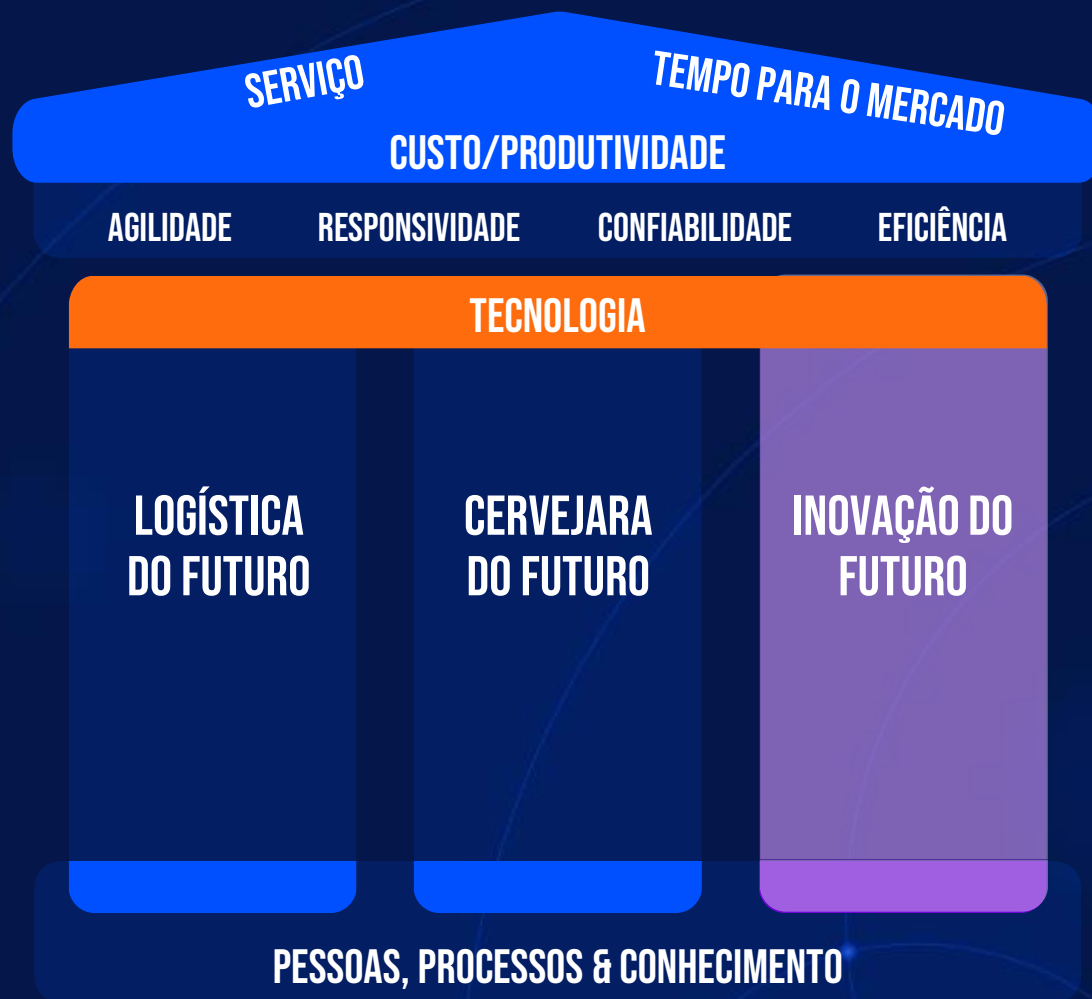 SERVIÇO
TEMPO PARA O MERCADO
CUSTO/PRODUTIVIDADE
AGILIDADE RESPONSIVIDADE CONFIABILIDADE EFICIÊNCIA
TECNOLOGIA
LOGÍSTICA
DO FUTURO
CERVEJARA
DO FUTURO
INOVAÇÃO DO
FUTURO
PESSOAS, PROCESSOS & CONHECIMENTO